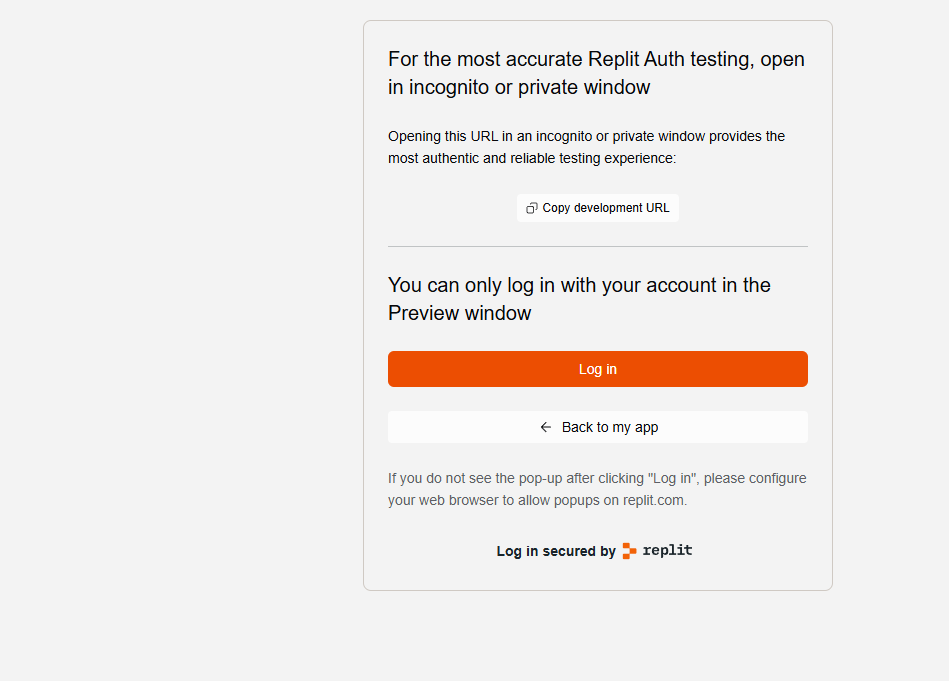 For the most accurate Replit Auth testing, open
in incognito or private window
Opening this URL in an incognito or private window provides the
most authentic and reliable testing experience:
Copy development URL
You can only log in with your account in the
Preview window
Log in
Back to my app
If you do not see the pop-up after clicking "Log in", please configure
your web browser to allow popups on replit.com.
Log in secured by replit